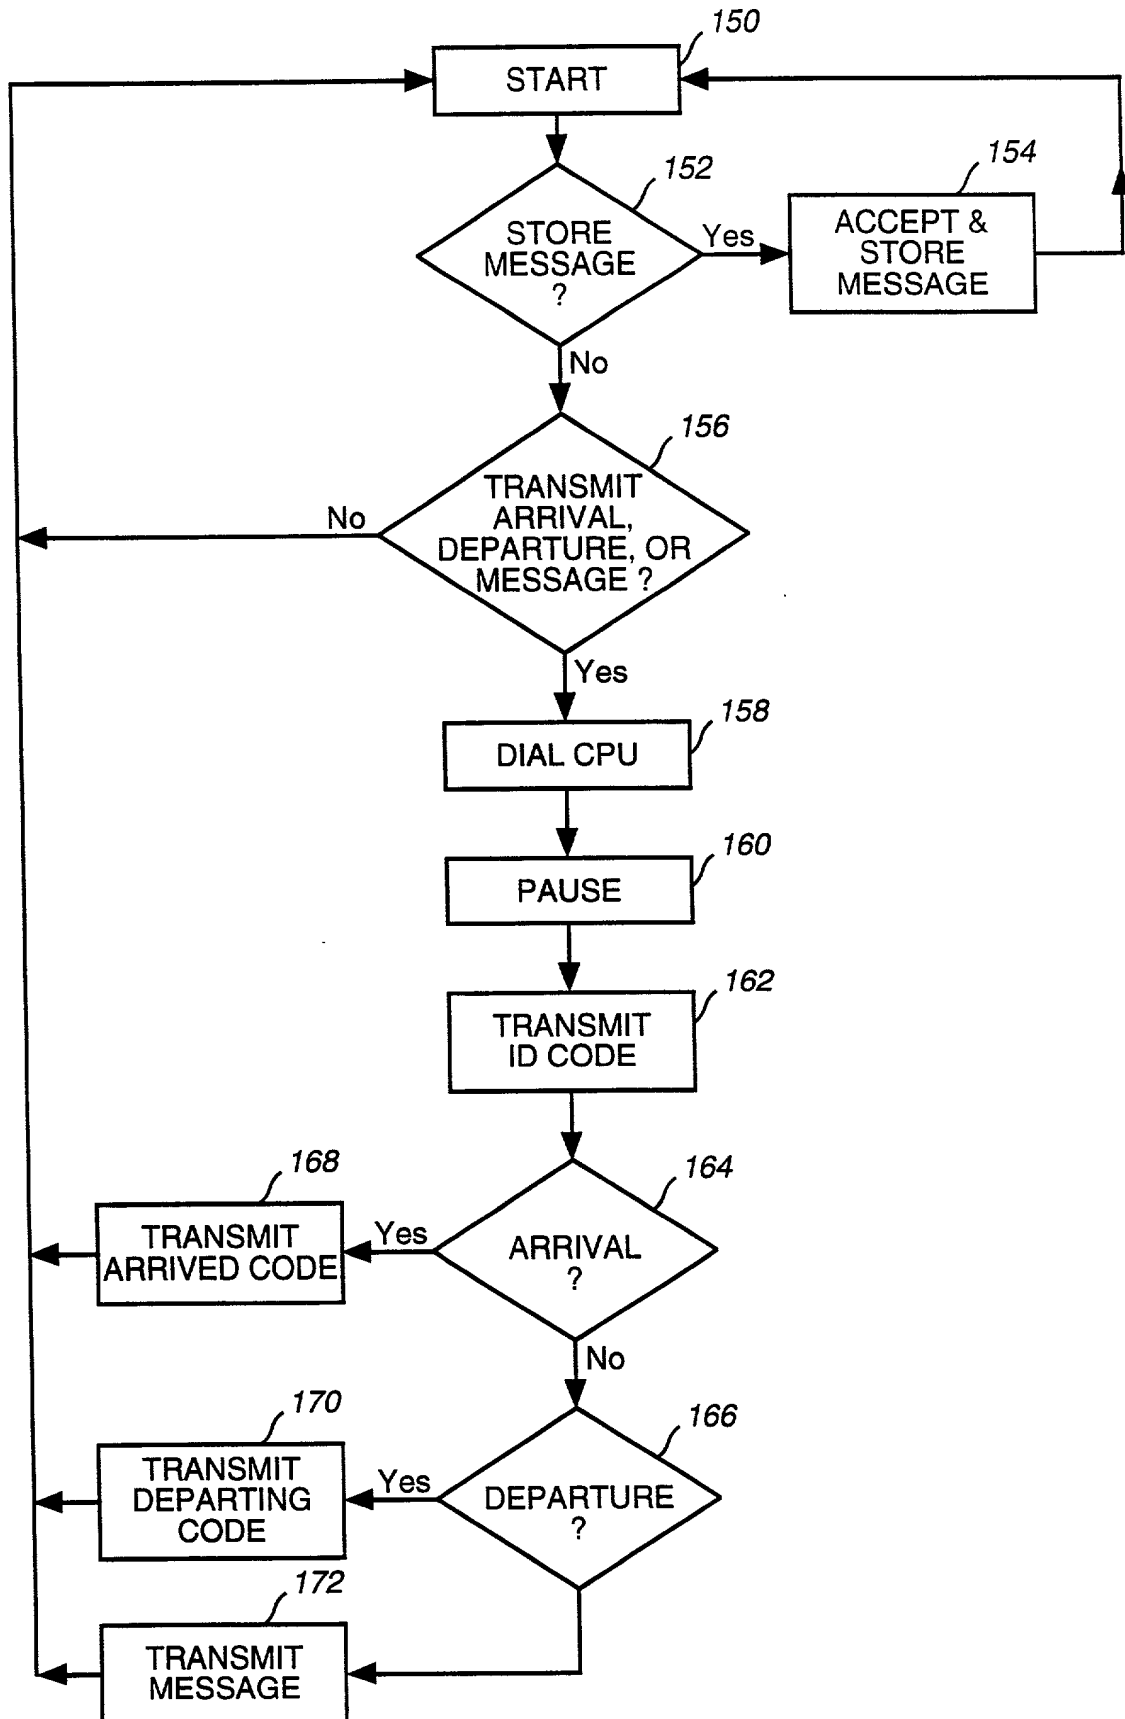 150
START
152
STORE
MESSAGE
?
Yes
154
ACCEPT &
STORE
MESSAGE
No
156
TRANSMIT
ARRIVAL,
DEPARTURE, OR
MESSAGE ?
No
Yes
158
DIAL CPU
160
PAUSE
162
TRANSMIT
ID CODE
164
ARRIVAL
?
Yes
168
TRANSMIT
ARRIVED CODE
No
166
DEPARTURE
?
Yes
170
TRANSMIT
DEPARTING
CODE
172
TRANSMIT
MESSAGE